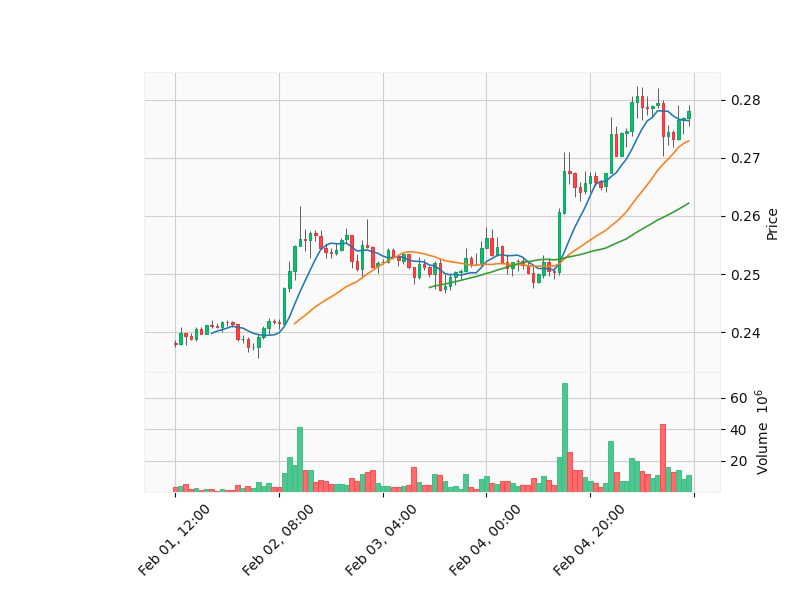 0.28
0.27
0.26
0.25
0.24
Price
60
40
20
Volume 10⁶
Feb 01, 12:00
Feb 02, 08:00
Feb 03, 04:00
Feb 04, 00:00
Feb 04, 20:00